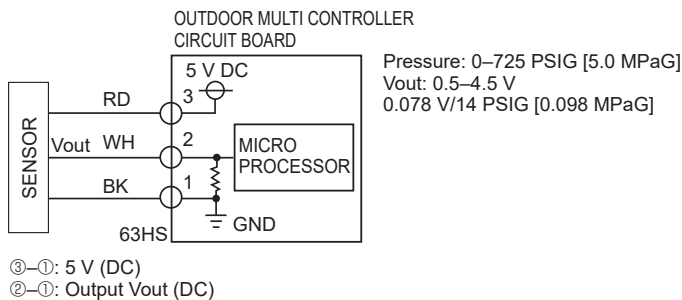 OUTDOOR MULTI CONTROLLER
CIRCUIT BOARD
Pressure: 0–725 PSIG [5.0 MPaG]
Vout: 0.5–4.5 V
0.078 V/14 PSIG [0.098 MPaG]
5 V DC
RD
3
SENSOR
Vout WH
2
MICRO
PROCESSOR
BK
1
GND
63HS
③–①: 5 V (DC)
②–①: Output Vout (DC)